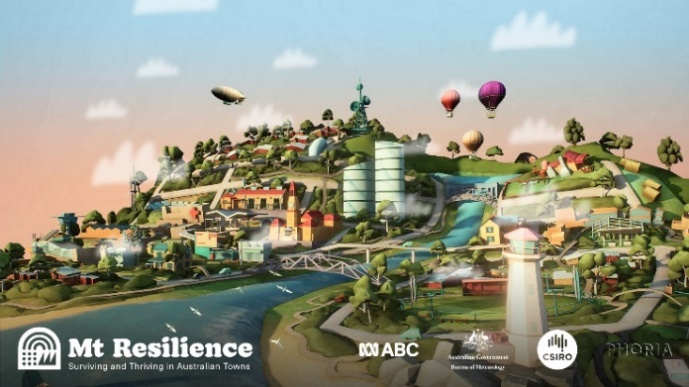 Mt Resilience
Surviving and Thriving in Australian Towns
ABC
Australian Government
Bureau of Meteorology
CSIRO
PHORIA